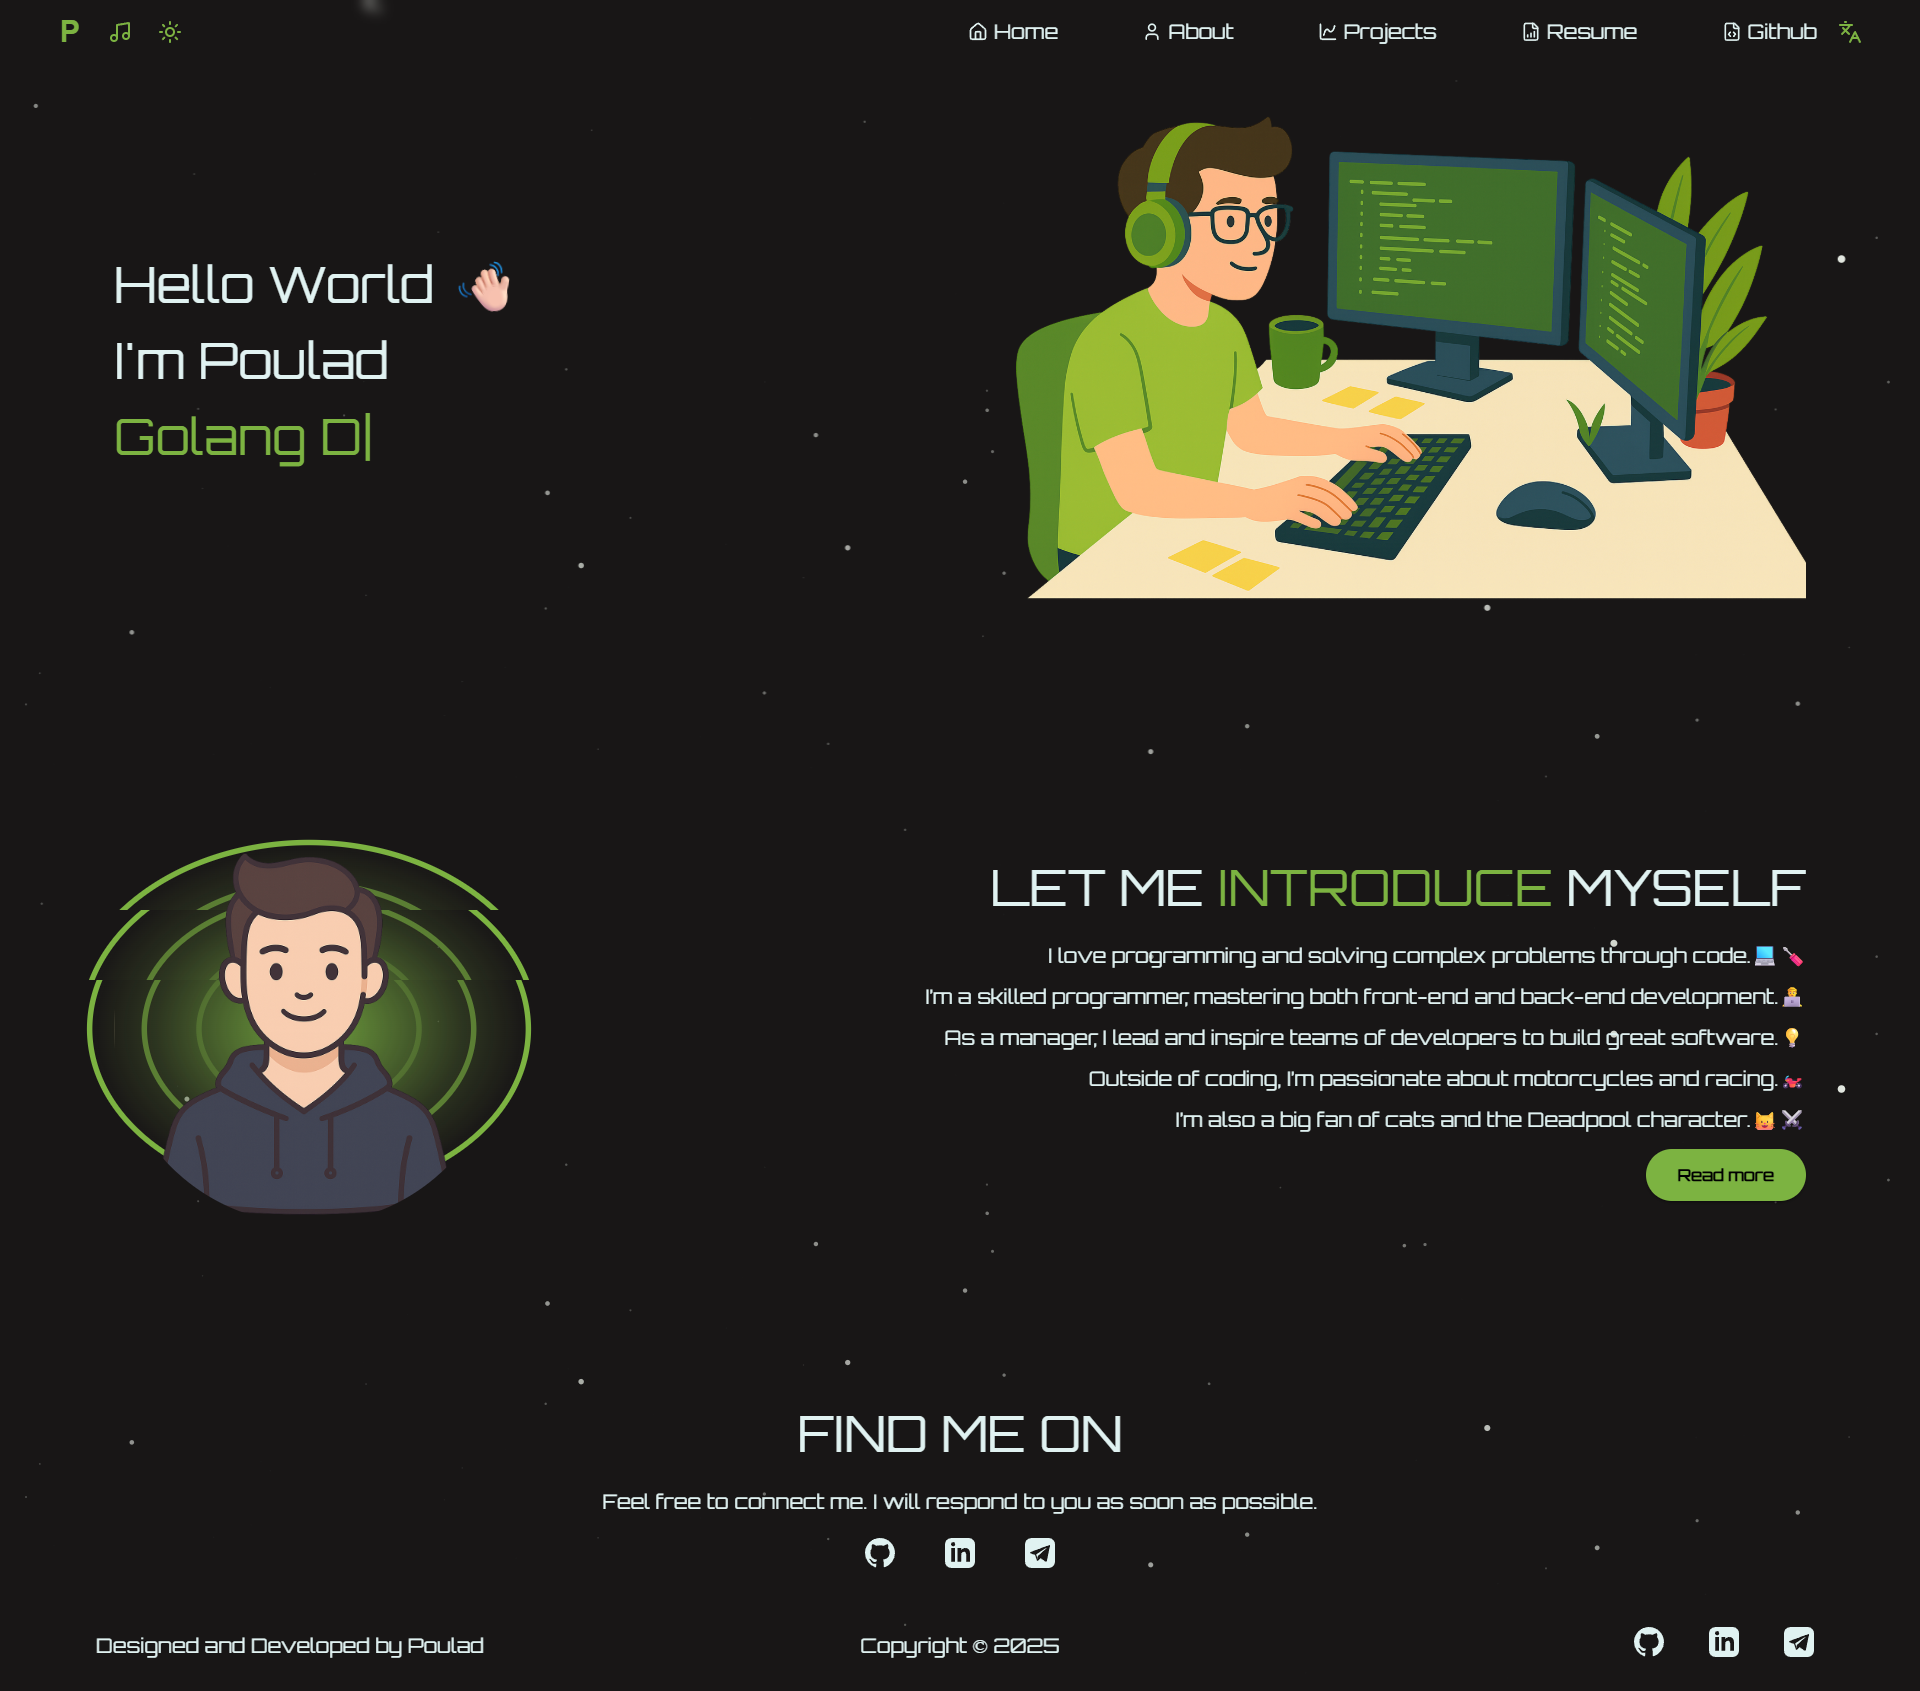 P
Home
About
Projects
Resume
Github
Hello World 👋🏻
I'm Poulad
Golang D|
LET ME INTRODUCE MYSELF
I love programming and solving complex problems through code. 💻 🪛
I'm a skilled programmer, mastering both front-end and back-end development. 🧑‍💻
As a manager, I lead and inspire teams of developers to build great software. 💡
Outside of coding, I'm passionate about motorcycles and racing. 🏍️
I'm also a big fan of cats and the Deadpool character. 🐱 ⚔️
Read more
FIND ME ON
Feel free to connect me. I will respond to you as soon as possible.
Designed and Developed by Poulad
Copyright © 2025